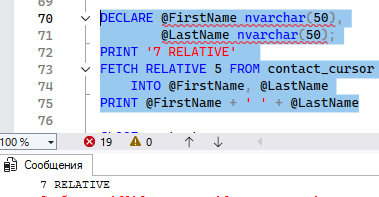 69
70 DECLARE @FirstName nvarchar(50),
71 @LastName nvarchar(50);
72 PRINT '7 RELATIVE'
73 FETCH RELATIVE 5 FROM contact_cursor
74 INTO @FirstName, @LastName
75 PRINT @FirstName + ' ' + @LastName
76
100 % 19 0
Сообщения
7 RELATIVE